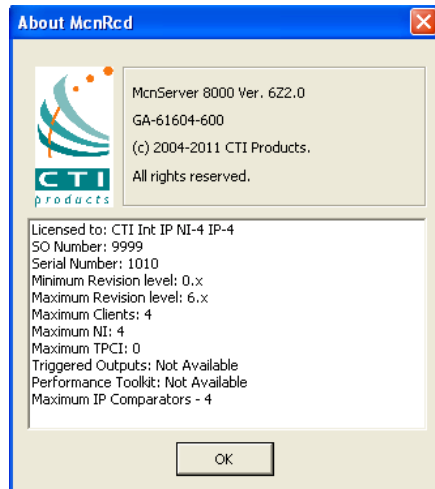 About McnRcd
McnServer 8000 Ver. 6Z2.0
GA-61604-600
(c) 2004-2011 CTI Products.
All rights reserved.
CTI
products
Licensed to: CTI Int IP NI-4 IP-4
SO Number: 9999
Serial Number: 1010
Minimum Revision level: 0.x
Maximum Revision level: 6.x
Maximum Clients: 4
Maximum NI: 4
Maximum TPCI: 0
Triggered Outputs: Not Available
Performance Toolkit: Not Available
Maximum IP Comparators - 4
OK